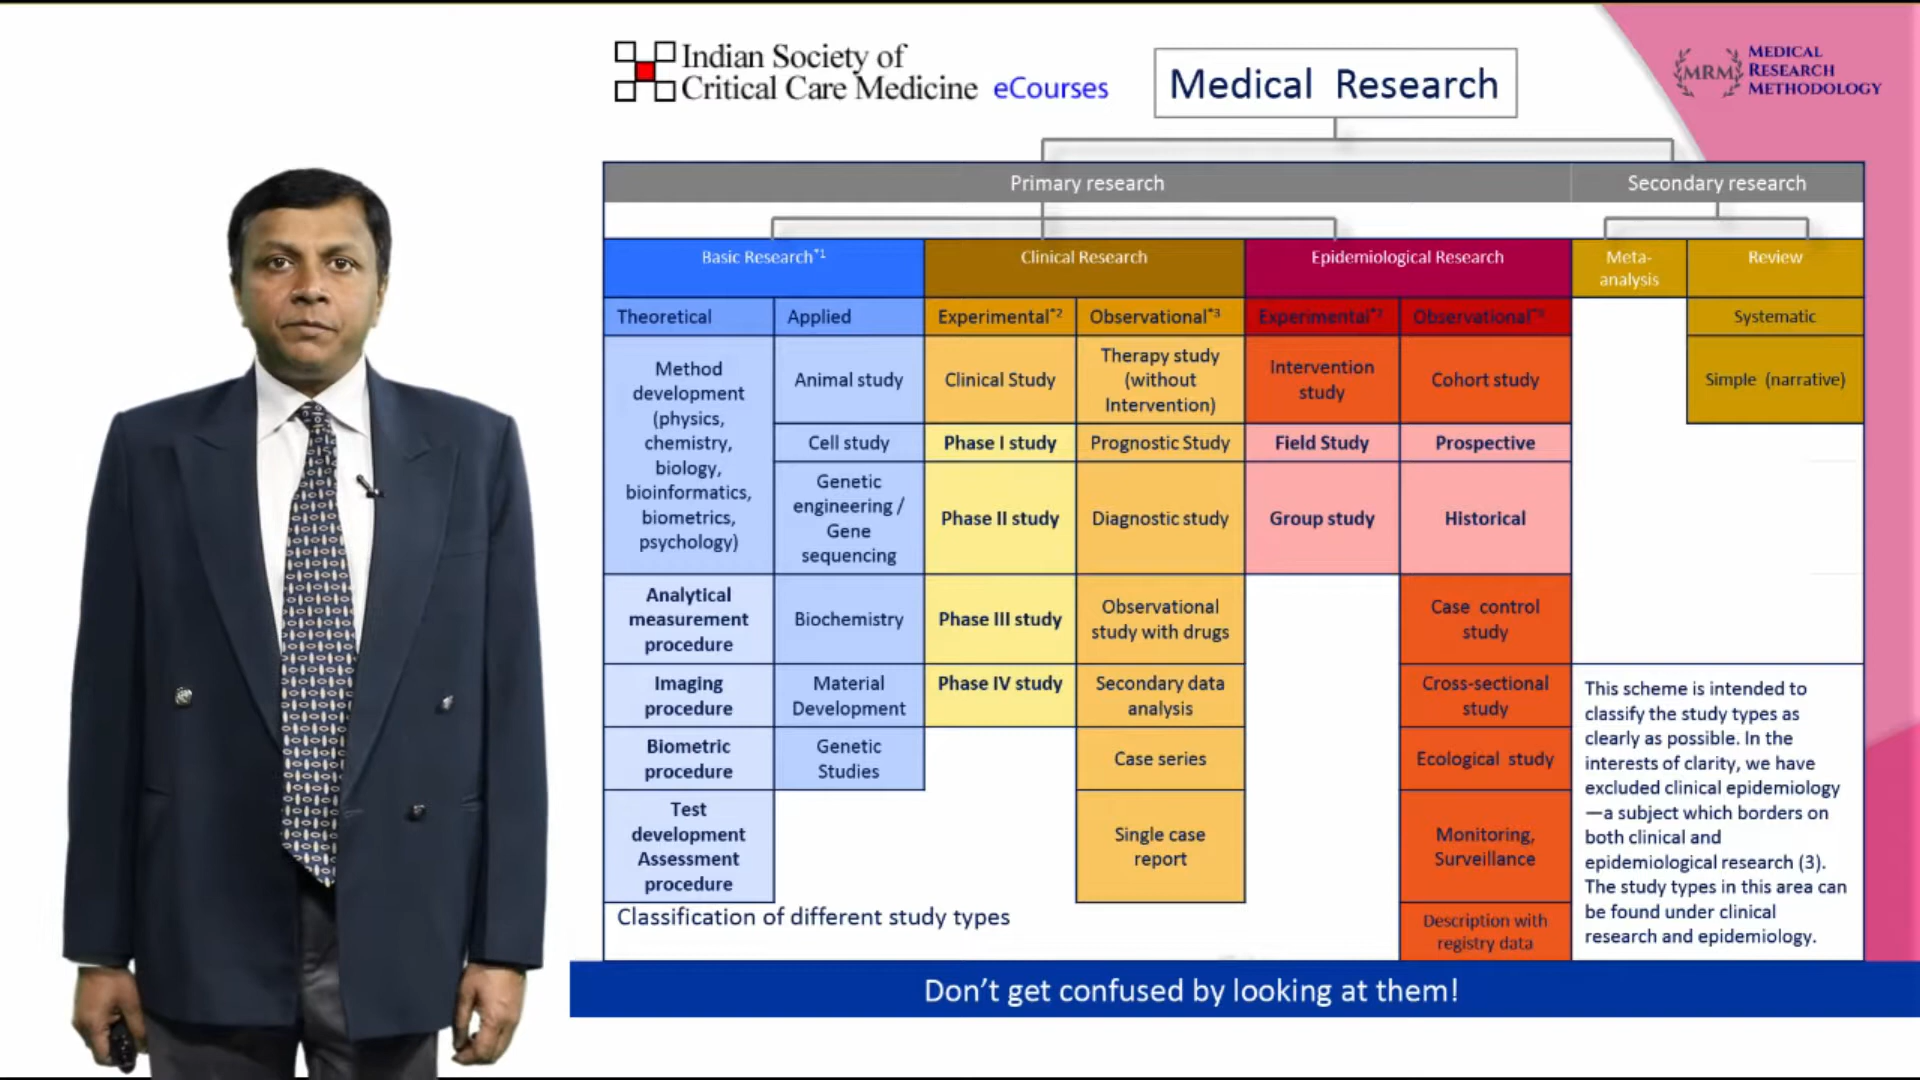 Indian Society of
Critical Care Medicine eCourses
Medical Research
MRM
MEDICAL
RESEARCH
METHODOLOGY
Primary research
Secondary research
Basic Research*1
Clinical Research
Epidemiological Research
Meta-
analysis
Review
Theoretical
Applied
Experimental*2
Observational*3
Experimental*2
Observational*3
Systematic
Method
development
(physics,
chemistry,
biology,
bioinformatics,
biometrics,
psychology)
Animal study
Clinical Study
Therapy study
(without
Intervention)
Intervention
study
Cohort study
Simple (narrative)
Cell study
Phase I study
Prognostic Study
Field Study
Prospective
Genetic
engineering /
Gene
sequencing
Phase II study
Diagnostic study
Group study
Historical
Analytical
measurement
procedure
Biochemistry
Phase III study
Observational
study with drugs
Case control
study
Imaging
procedure
Material
Development
Phase IV study
Secondary data
analysis
Cross-sectional
study
Biometric
procedure
Genetic
Studies
Case series
Ecological study
Test
development
Assessment
procedure
Single case
report
Monitoring,
Surveillance
Description with
registry data
This scheme is intended to
classify the study types as
clearly as possible. In the
interests of clarity, we have
excluded clinical epidemiology
—a subject which borders on
both clinical and
epidemiological research (3).
The study types in this area can
be found under clinical
research and epidemiology.
Classification of different study types
Don’t get confused by looking at them!